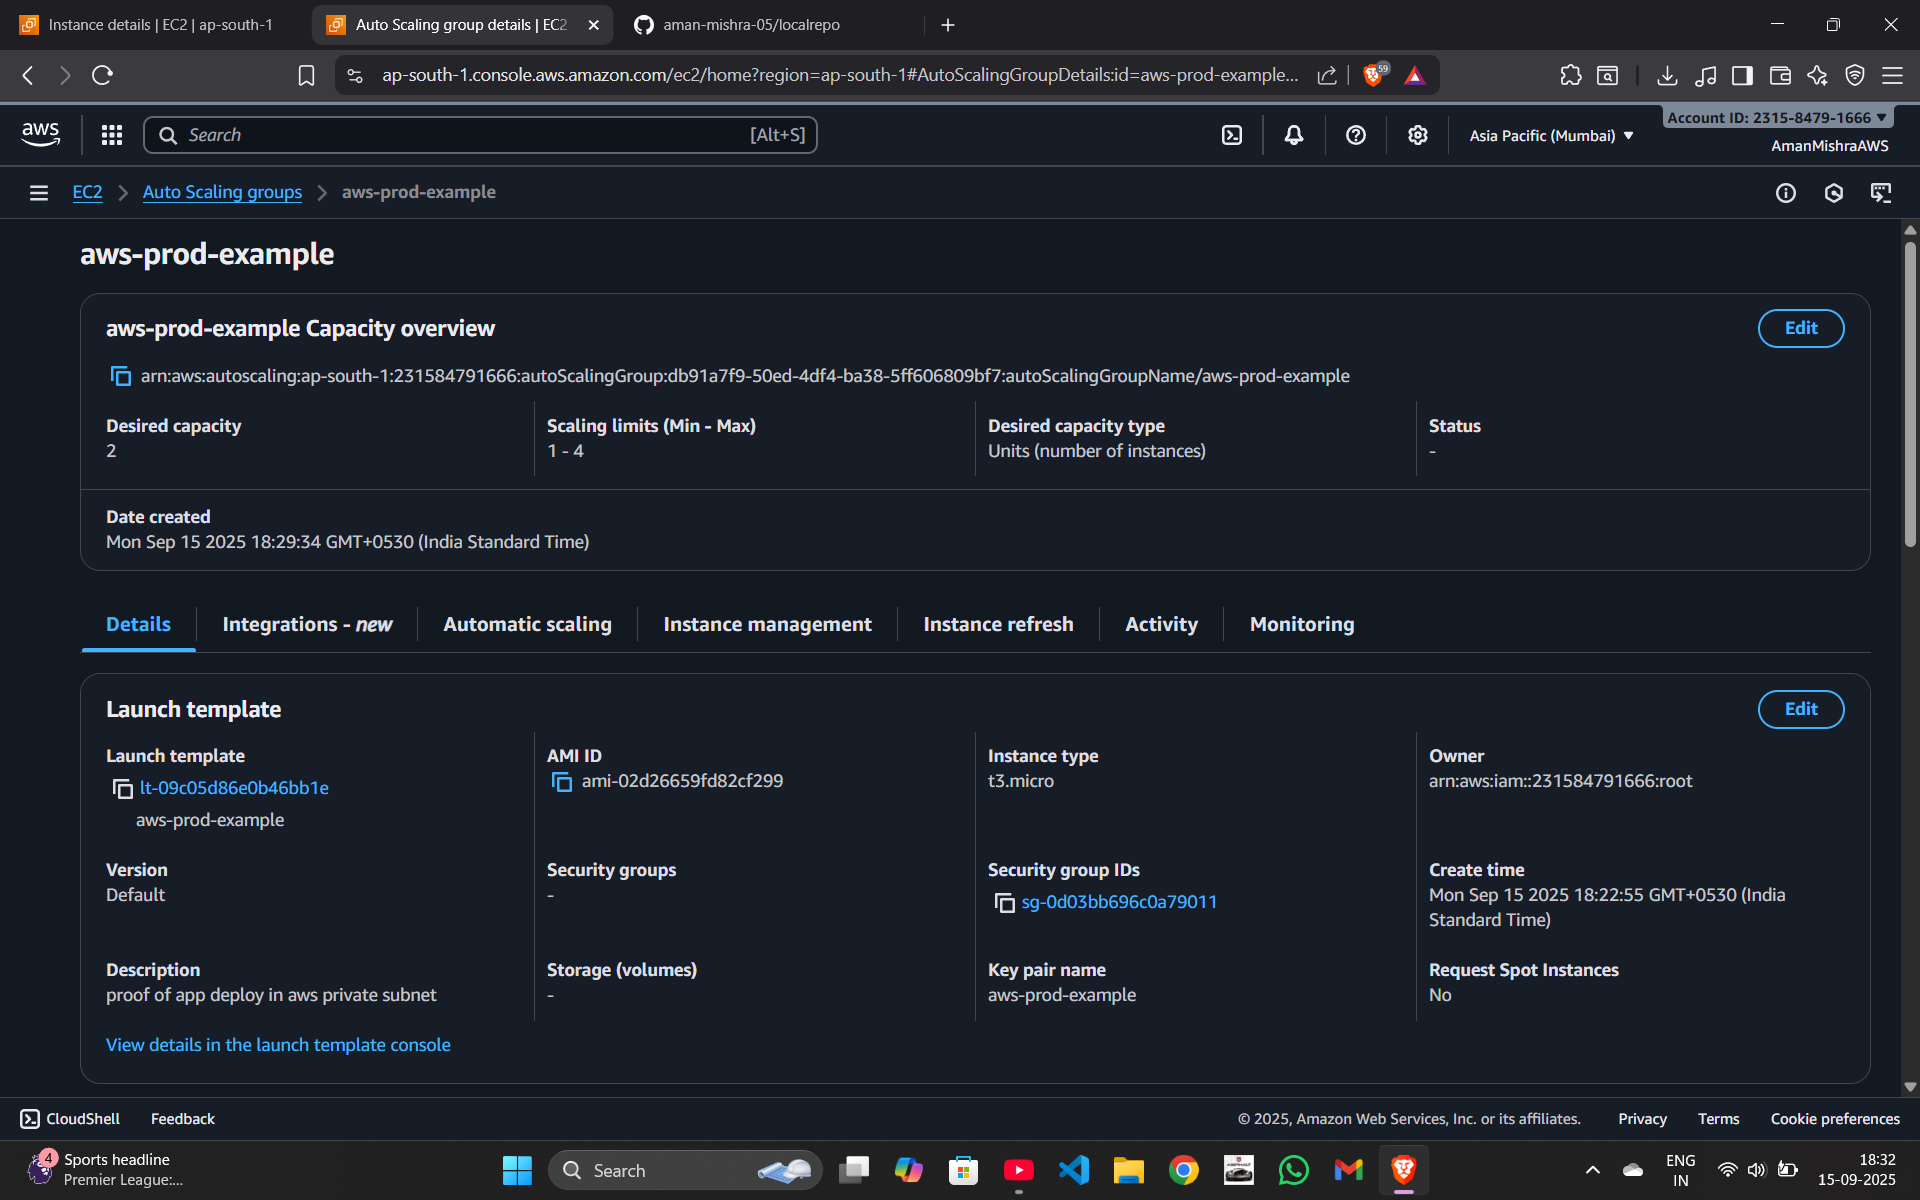 Instance details | EC2 | ap-south-1
Auto Scaling group details | EC2
aman-mishra-05/localrepo
ap-south-1.console.aws.amazon.com/ec2/home?region=ap-south-1#AutoScalingGroupDetails:id=aws-prod-example...
59
aws
Search
[Alt+S]
Asia Pacific (Mumbai)
Account ID: 2315-8479-1666
AmanMishraAWS
EC2
Auto Scaling groups
aws-prod-example
aws-prod-example
aws-prod-example Capacity overview
Edit
arn:aws:autoscaling:ap-south-1:231584791666:autoScalingGroup:db91a7f9-50ed-4df4-ba38-5ff606809bf7:autoScalingGroupName/aws-prod-example
Desired capacity
2
Scaling limits (Min - Max)
1 - 4
Desired capacity type
Units (number of instances)
Status
-
Date created
Mon Sep 15 2025 18:29:34 GMT+0530 (India Standard Time)
Details
Integrations - new
Automatic scaling
Instance management
Instance refresh
Activity
Monitoring
Launch template
Edit
Launch template
lt-09c05d86e0b46bb1e
aws-prod-example
AMI ID
ami-02d26659fd82cf299
Instance type
t3.micro
Owner
arn:aws:iam::231584791666:root
Version
Default
Security groups
-
Security group IDs
sg-0d03bb696c0a79011
Create time
Mon Sep 15 2025 18:22:55 GMT+0530 (India
Standard Time)
Description
proof of app deploy in aws private subnet
Storage (volumes)
-
Key pair name
aws-prod-example
Request Spot Instances
No
View details in the launch template console
CloudShell
Feedback
© 2025, Amazon Web Services, Inc. or its affiliates.
Privacy
Terms
Cookie preferences
4
Sports headline
Premier League:...
Search
ENG
IN
18:32
15-09-2025